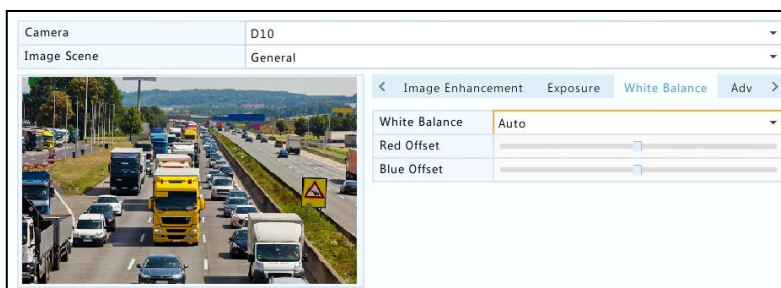 Camera D10
Image Scene General
< Image Enhancement Exposure White Balance Adv >
White Balance Auto
Red Offset
Blue Offset